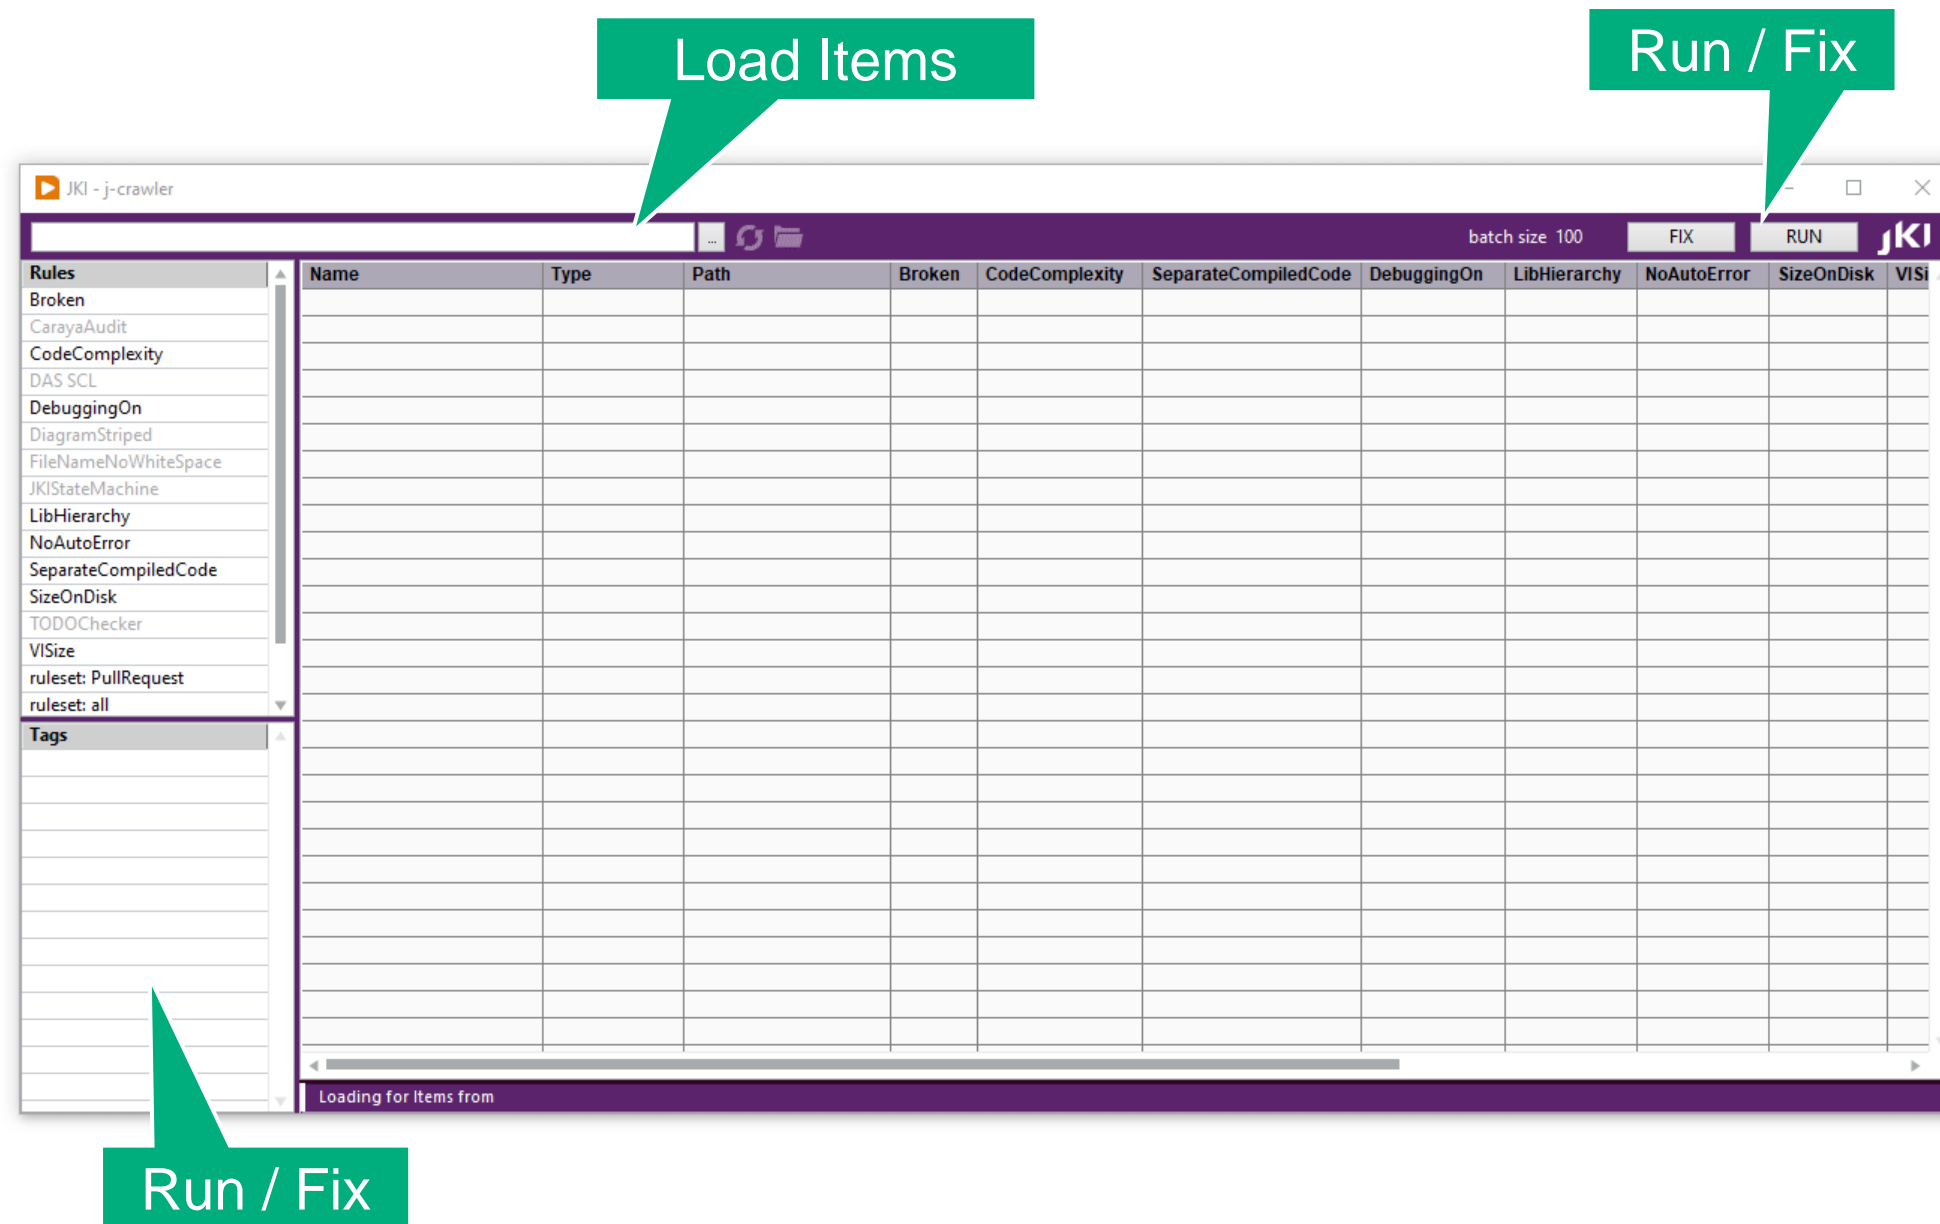 Load Items
Run / Fix
JKI - j-crawler
... batch size 100 FIX RUN JKI
Rules
Broken
CarayaAudit
CodeComplexity
DAS SCL
DebuggingOn
DiagramStriped
FileNameNoWhiteSpace
JKIStateMachine
LibHierarchy
NoAutoError
SeparateCompiledCode
SizeOnDisk
TODOChecker
VISize
ruleset: PullRequest
ruleset: all
Tags
Name Type Path Broken CodeComplexity SeparateCompiledCode DebuggingOn LibHierarchy NoAutoError SizeOnDisk VISi
Loading for Items from
Run / Fix